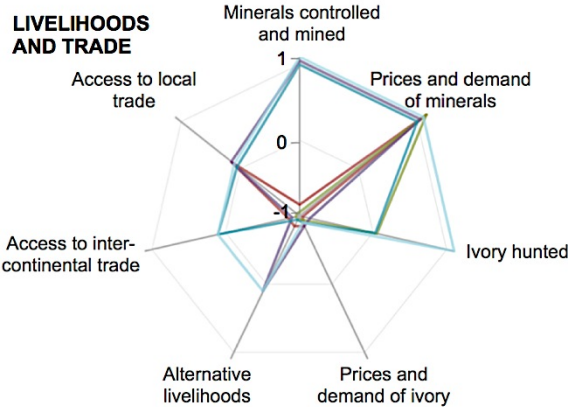 LIVELIHOODS
AND TRADE
Minerals controlled
and mined
1
Access to local
trade
Prices and demand
of minerals
0
-1
Access to inter-
continental trade
Ivory hunted
Alternative
livelihoods
Prices and
demand of ivory